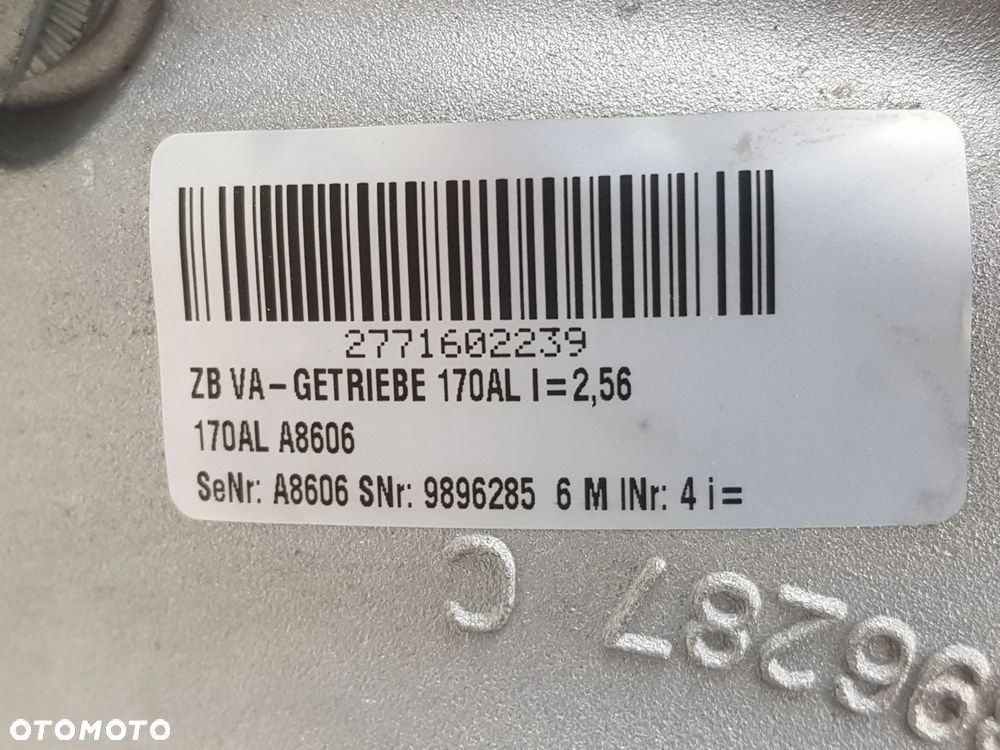 2771602239
ZB VA-GETRIEBE 170AL I=2,56
170AL A8606
SeNr: A8606 SNr: 9896285 6 M INr: 4 i=
C
OTOMOTO